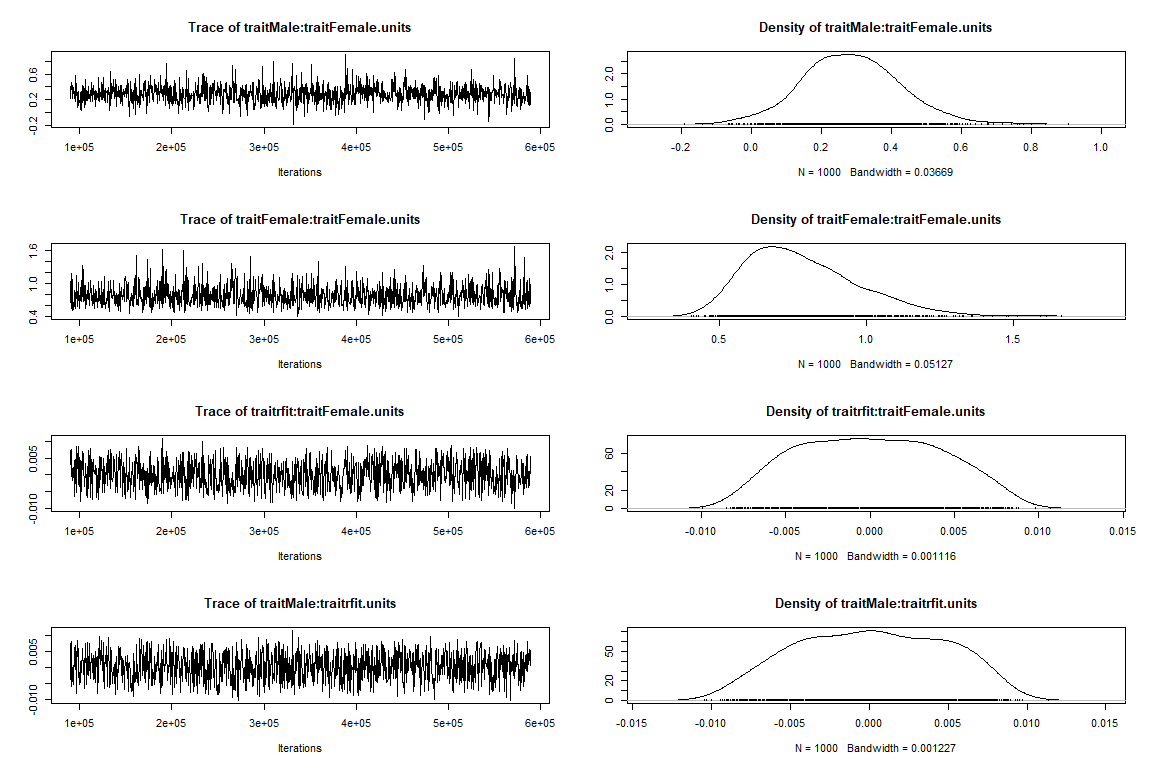 Trace of traitMale:traitFemale.units
Density of traitMale:traitFemale.units
-0.2 0.2 0.6
1e+05 2e+05 3e+05 4e+05 5e+05 6e+05
Iterations
0.0 1.0 2.0
-0.2 0.0 0.2 0.4 0.6 0.8 1.0
N = 1000 Bandwidth = 0.03669
Trace of traitFemale:traitFemale.units
Density of traitFemale:traitFemale.units
0.4 1.0 1.6
1e+05 2e+05 3e+05 4e+05 5e+05 6e+05
Iterations
0.0 1.0 2.0
0.5 1.0 1.5
N = 1000 Bandwidth = 0.05127
Trace of traitrfit:traitFemale.units
Density of traitrfit:traitFemale.units
-0.010 0.005
1e+05 2e+05 3e+05 4e+05 5e+05 6e+05
Iterations
0 20 60
-0.010 -0.005 0.000 0.005 0.010 0.015
N = 1000 Bandwidth = 0.001116
Trace of traitMale:traitrfit.units
Density of traitMale:traitrfit.units
-0.010 0.005
1e+05 2e+05 3e+05 4e+05 5e+05 6e+05
Iterations
0 20 50
-0.015 -0.010 -0.005 0.000 0.005 0.010 0.015
N = 1000 Bandwidth = 0.001227